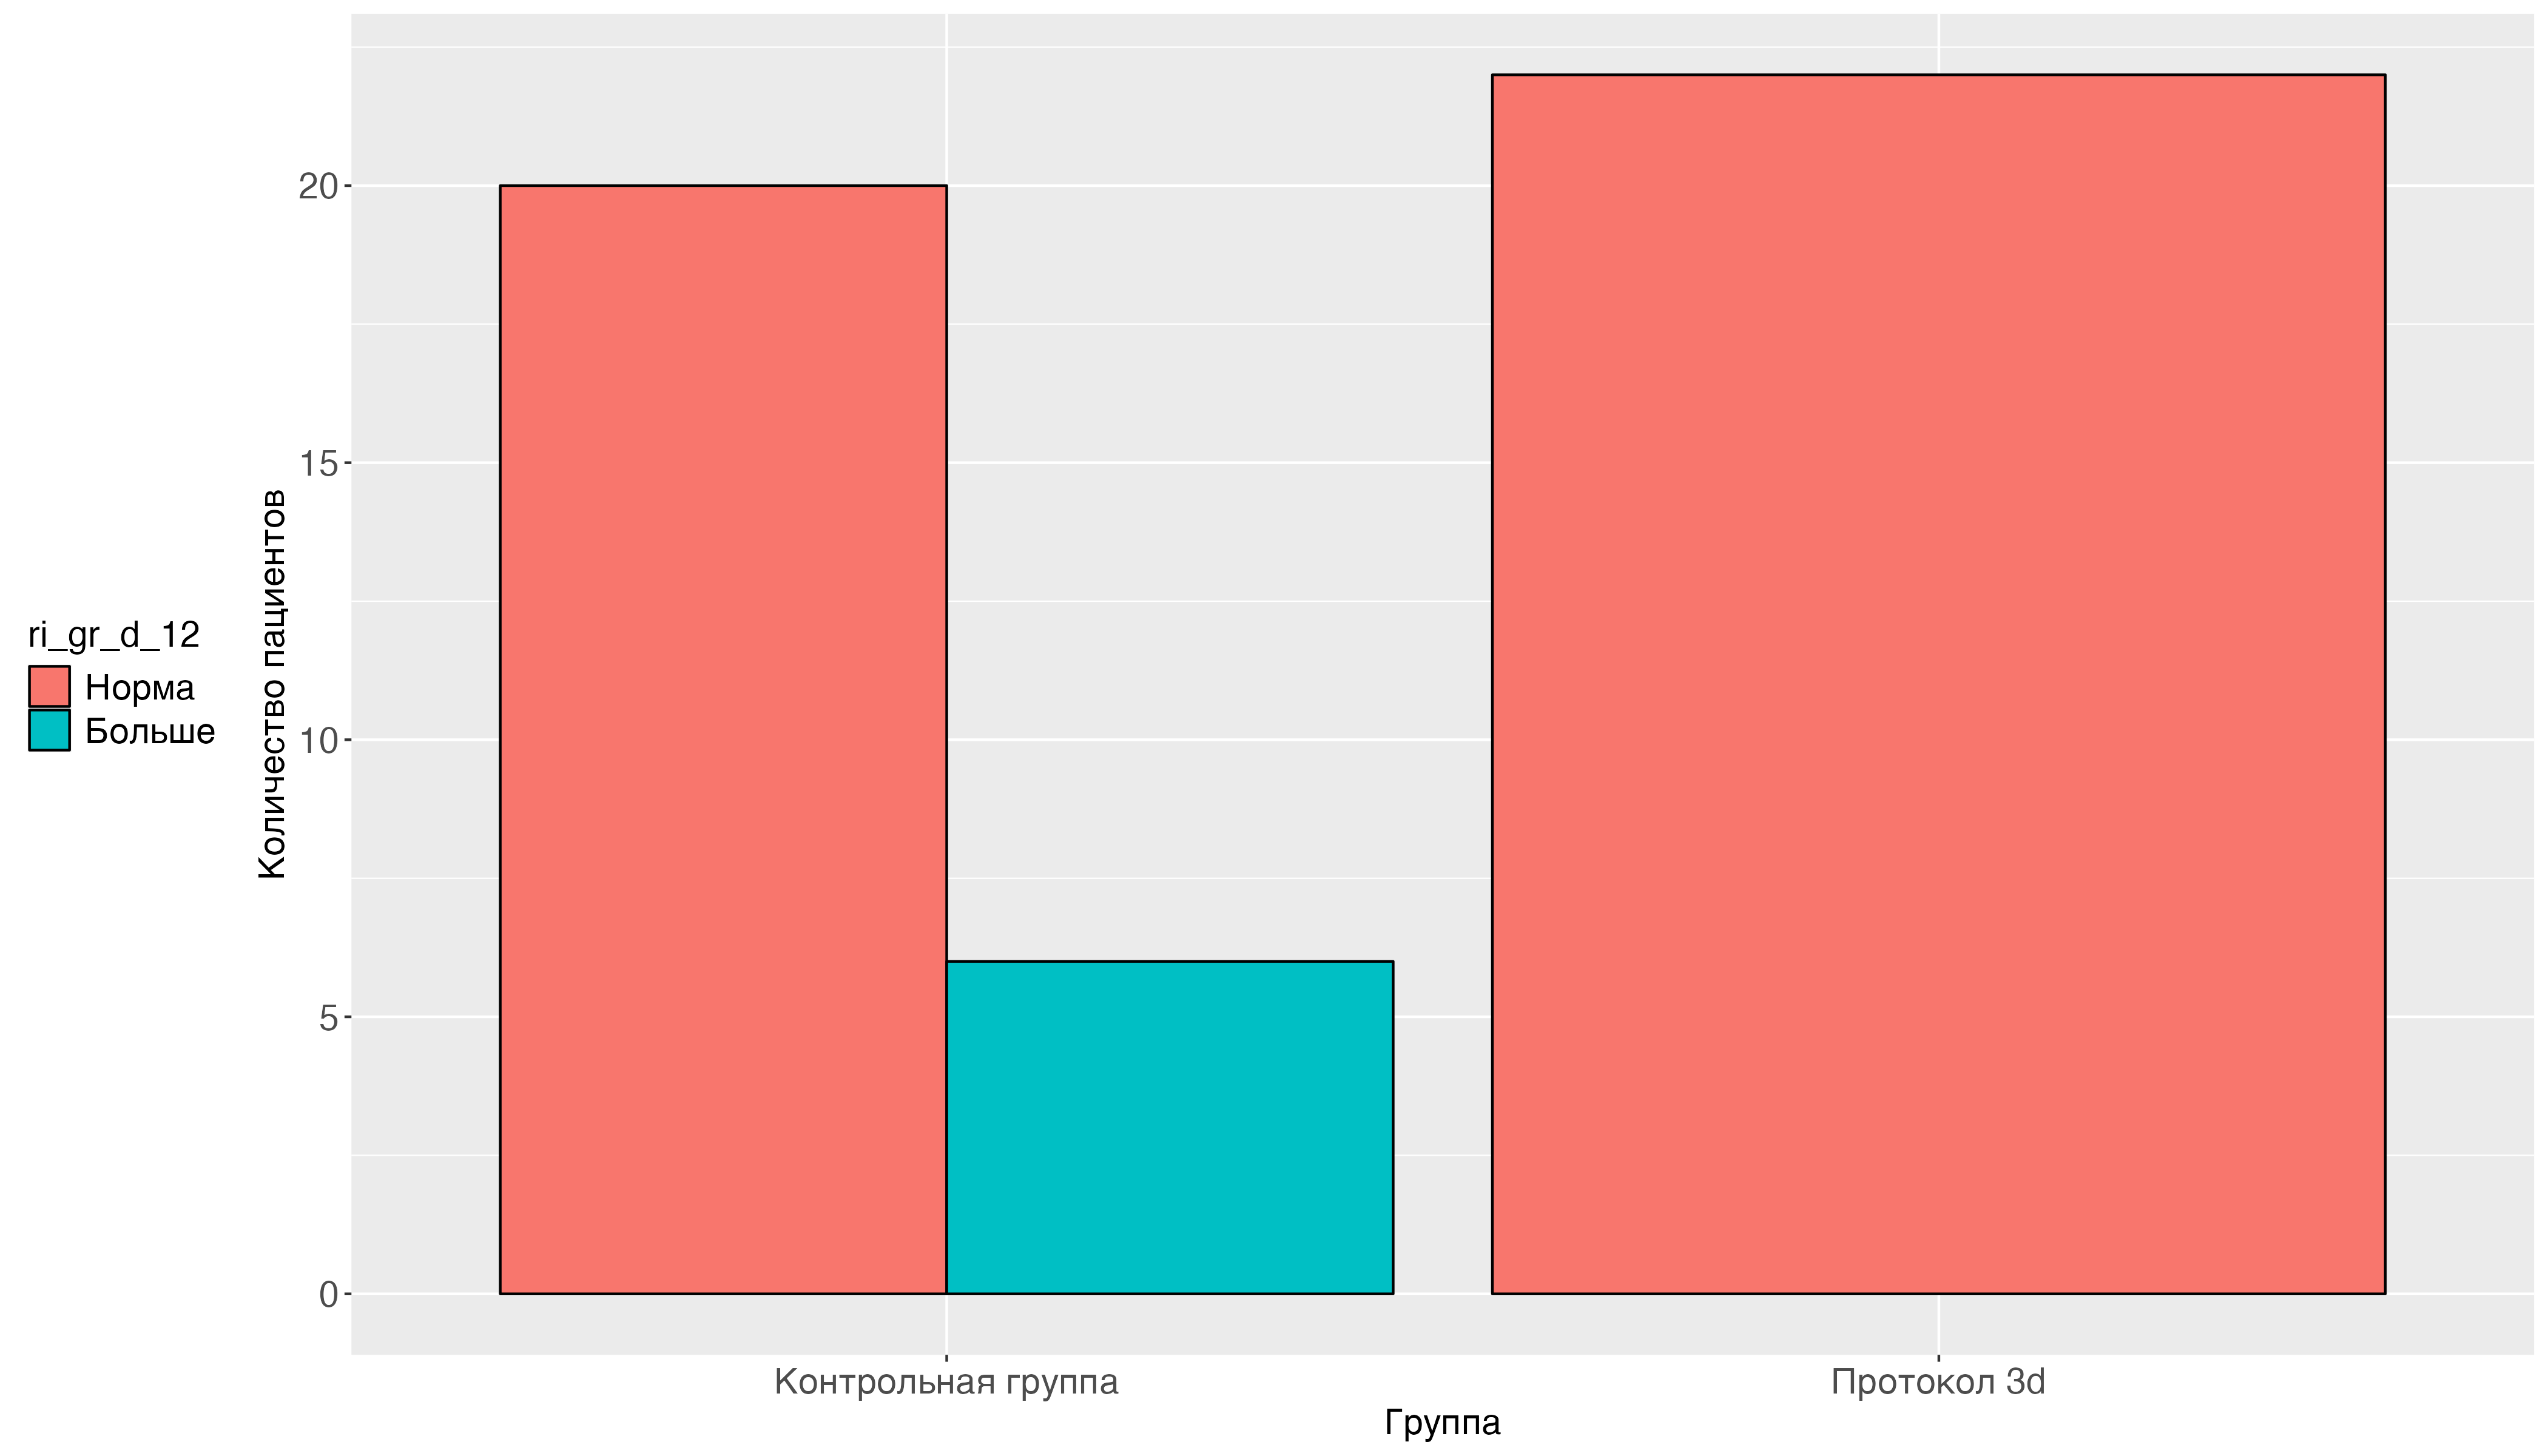 ri_gr_d_12
Норма
Больше
Количество пациентов
20
15
10
5
0
Контрольная группа
Протокол 3d
Группа